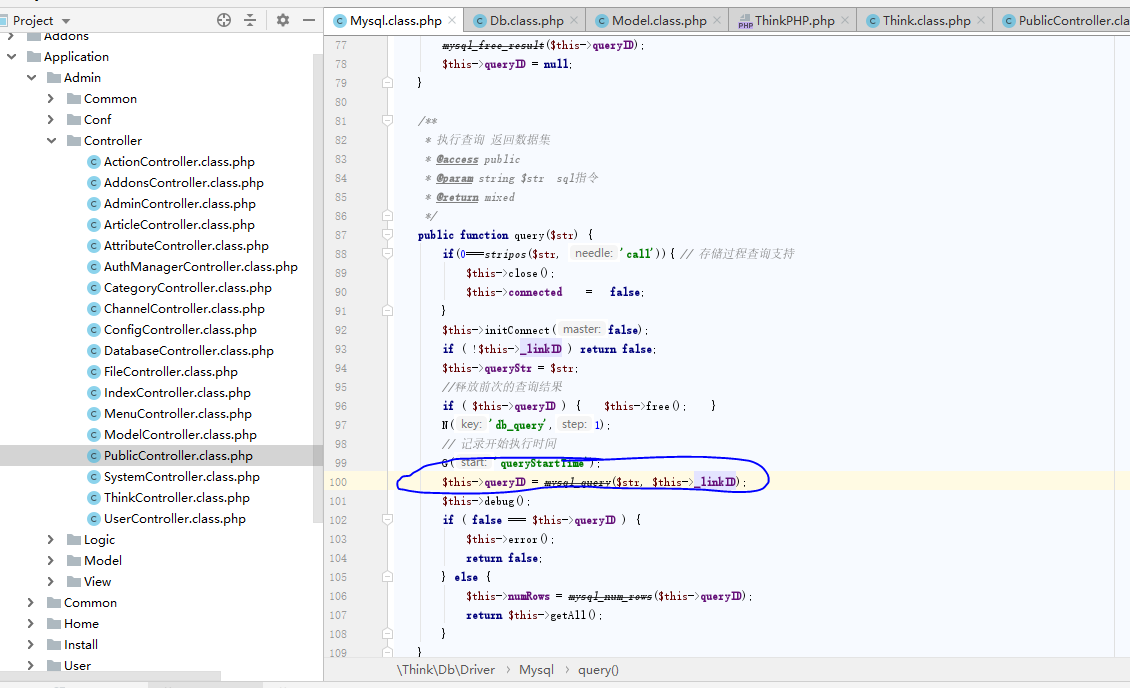 Project
Mysql.class.php
Db.class.php
Model.class.php
ThinkPHP.php
Think.class.php
PublicController.cla
Addons
Application
Admin
Common
Conf
Controller
ActionController.class.php
AddonsController.class.php
AdminController.class.php
ArticleController.class.php
AttributeController.class.php
AuthManagerController.class.php
CategoryController.class.php
ChannelController.class.php
ConfigController.class.php
DatabaseController.class.php
FileController.class.php
IndexController.class.php
MenuController.class.php
ModelController.class.php
PublicController.class.php
SystemController.class.php
ThinkController.class.php
UserController.class.php
Logic
Model
View
Common
Home
Install
User
77 mysql_free_result($this->queryID);
78 $this->queryID = null;
79 }
80
81 /**
82 * 执行查询 返回数据集
83 * @access public
84 * @param string $str sql指令
85 * @return mixed
86 */
87 public function query($str) {
88 if(0===stripos($str, needle: 'call')){ // 存储过程查询支持
89 $this->close();
90 $this->connected = false;
91 }
92 $this->initConnect( master: false);
93 if ( !$this->_linkID ) return false;
94 $this->queryStr = $str;
95 //释放前次的查询结果
96 if ( $this->queryID ) { $this->free(); }
97 N( key: 'db_query', step: 1);
98 // 记录开始执行时间
99 G( start: 'queryStartTime');
100 $this->queryID = mysql_query($str, $this->_linkID);
101 $this->debug();
102 if ( false === $this->queryID ) {
103 $this->error();
104 return false;
105 } else {
106 $this->numRows = mysql_num_rows($this->queryID);
107 return $this->getAll();
108 }
109 }
\Think\Db\Driver › Mysql › query()